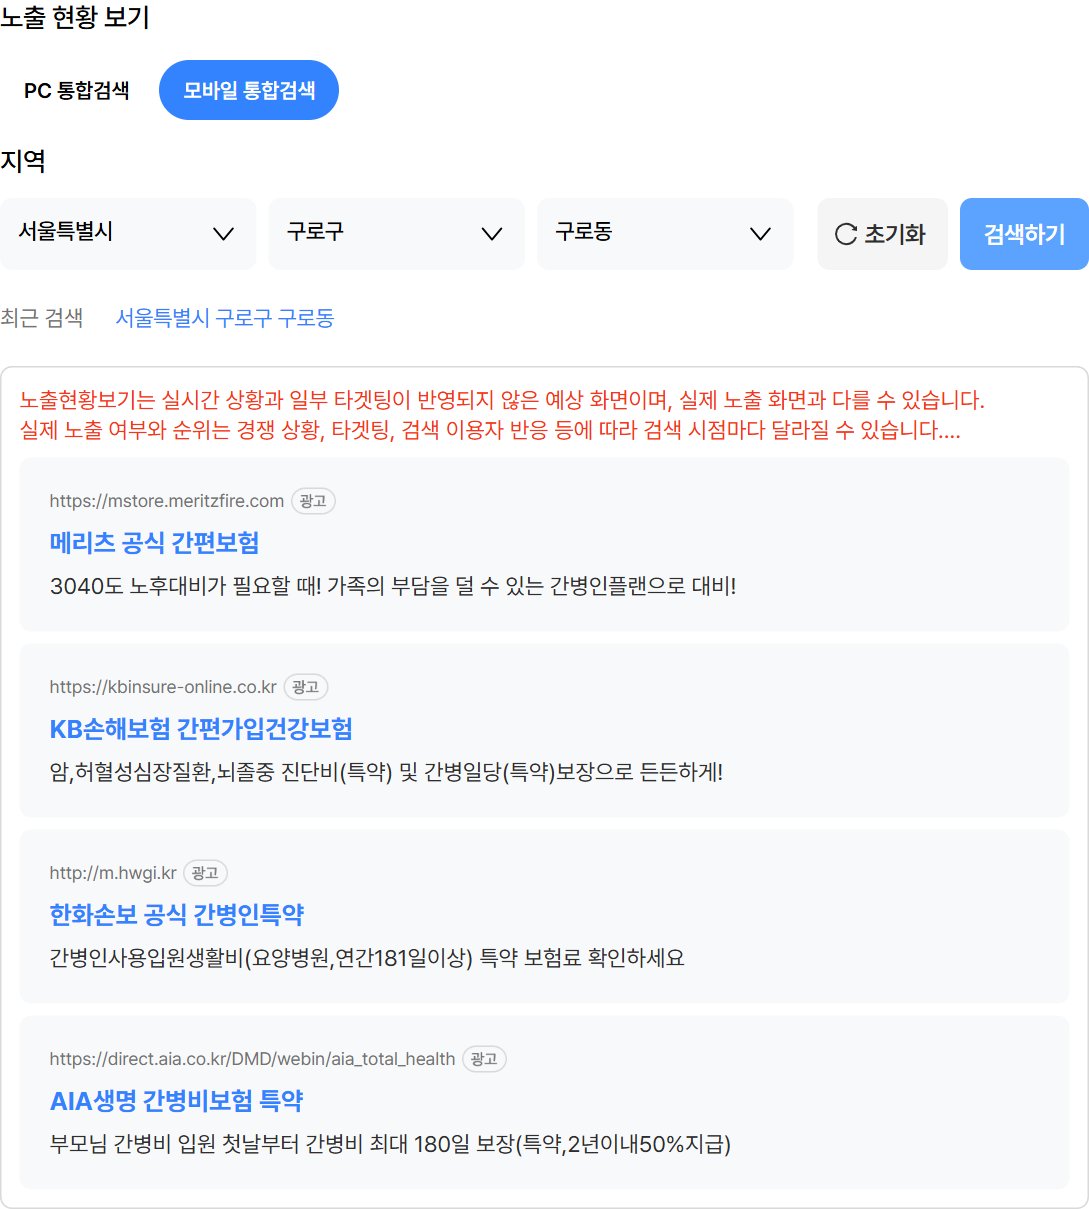 노출 현황 보기
PC 통합검색 모바일 통합검색
지역
서울특별시 구로구 구로동 초기화 검색하기
최근 검색 서울특별시 구로구 구로동
노출현황보기는 실시간 상황과 일부 타겟팅이 반영되지 않은 예상 화면이며, 실제 노출 화면과 다를 수 있습니다.
실제 노출 여부와 순위는 경쟁 상황, 타겟팅, 검색 이용자 반응 등에 따라 검색 시점마다 달라질 수 있습니다....
https://mstore.meritzfire.com 광고
메리츠 공식 간편보험
3040도 노후대비가 필요할 때! 가족의 부담을 덜 수 있는 간병인플랜으로 대비!
https://kbinsure-online.co.kr 광고
KB손해보험 간편가입건강보험
암,허혈성심장질환,뇌졸중 진단비(특약) 및 간병일당(특약)보장으로 든든하게!
http://m.hwgi.kr 광고
한화손보 공식 간병인특약
간병인사용입원생활비(요양병원,연간181일이상) 특약 보험료 확인하세요
https://direct.aia.co.kr/DMD/webin/aia_total_health 광고
AIA생명 간병비보험 특약
부모님 간병비 입원 첫날부터 간병비 최대 180일 보장(특약,2년이내50%지급)